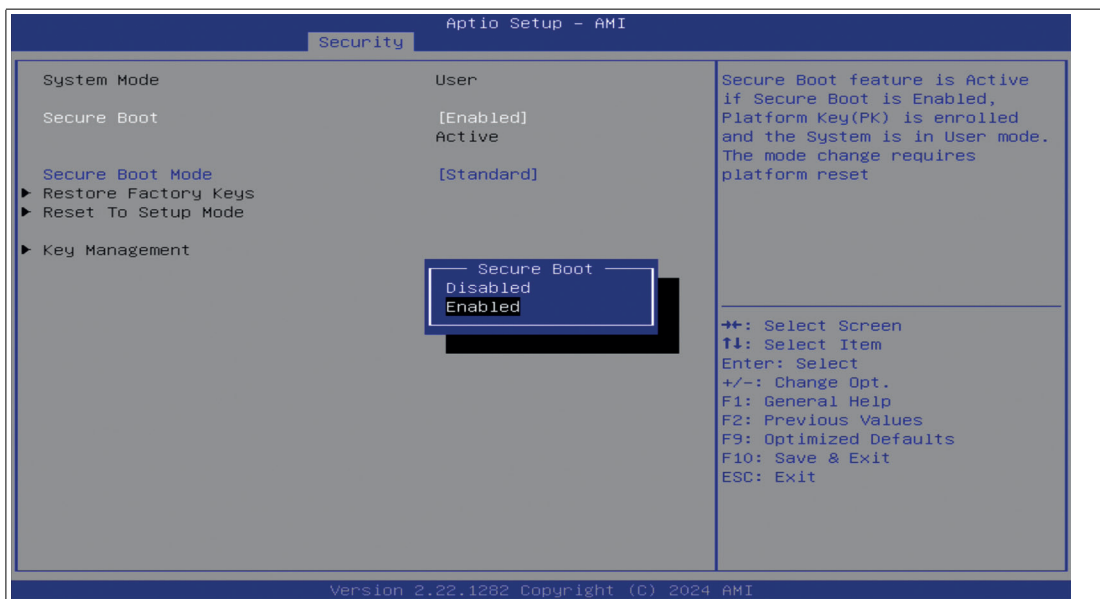 Aptio Setup – AMI
Security
System Mode User
Secure Boot [Enabled]
Active
Secure Boot Mode [Standard]
▶ Restore Factory Keys
▶ Reset To Setup Mode
▶ Key Management
Secure Boot
Disabled
Enabled
Secure Boot feature is Active
if Secure Boot is Enabled,
Platform Key(PK) is enrolled
and the System is in User mode.
The mode change requires
platform reset
→←: Select Screen
↑↓: Select Item
Enter: Select
+/-: Change Opt.
F1: General Help
F2: Previous Values
F9: Optimized Defaults
F10: Save & Exit
ESC: Exit
Version 2.22.1282 Copyright (C) 2024 AMI